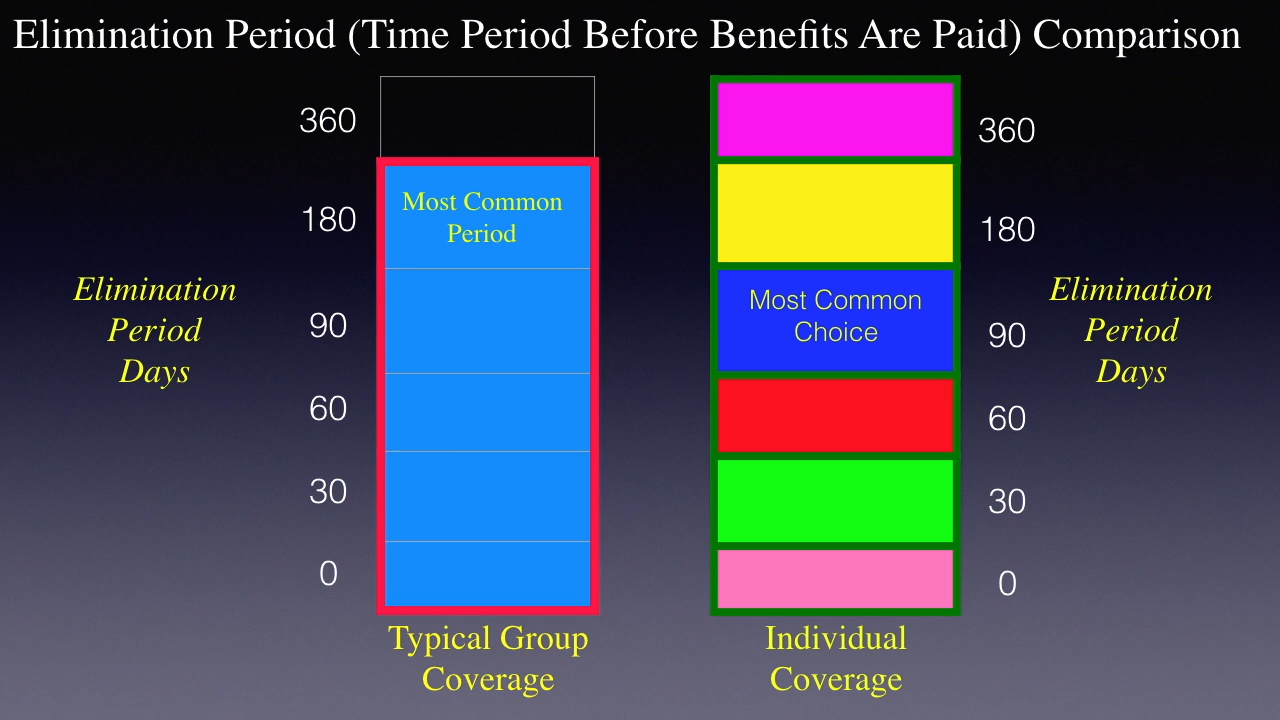 Elimination Period (Time Period Before Benefits Are Paid) Comparison
360
180
90
60
30
0
Elimination
Period
Days
Most Common
Period
Typical Group
Coverage
Most Common
Choice
Individual
Coverage
360
180
90
60
30
0
Elimination
Period
Days